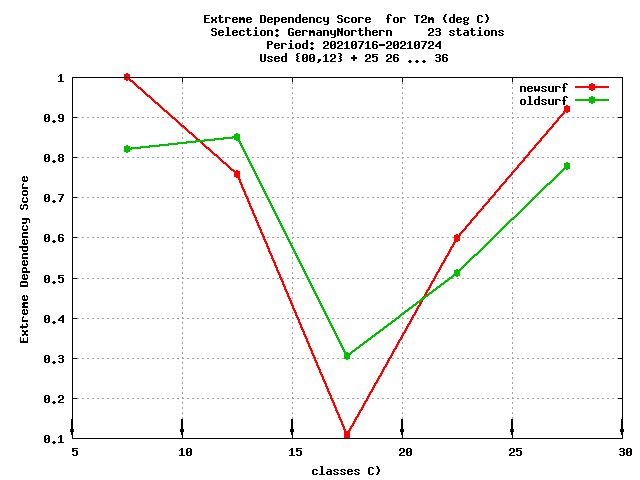 Extreme Dependency Score  for T2m (deg C)
Selection: GermanyNorthern     23 stations
Period: 20210716-20210724
Used {00,12} + 25 26 ... 36
newsurf
oldsurf
Extreme Dependency Score
1
0.9
0.8
0.7
0.6
0.5
0.4
0.3
0.2
0.1
5 10 15 20 25 30
classes C)